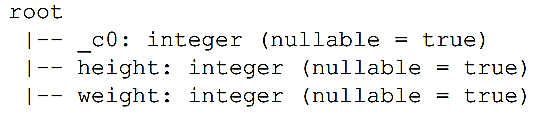 root
 |-- _c0: integer (nullable = true)
 |-- height: integer (nullable = true)
 |-- weight: integer (nullable = true)